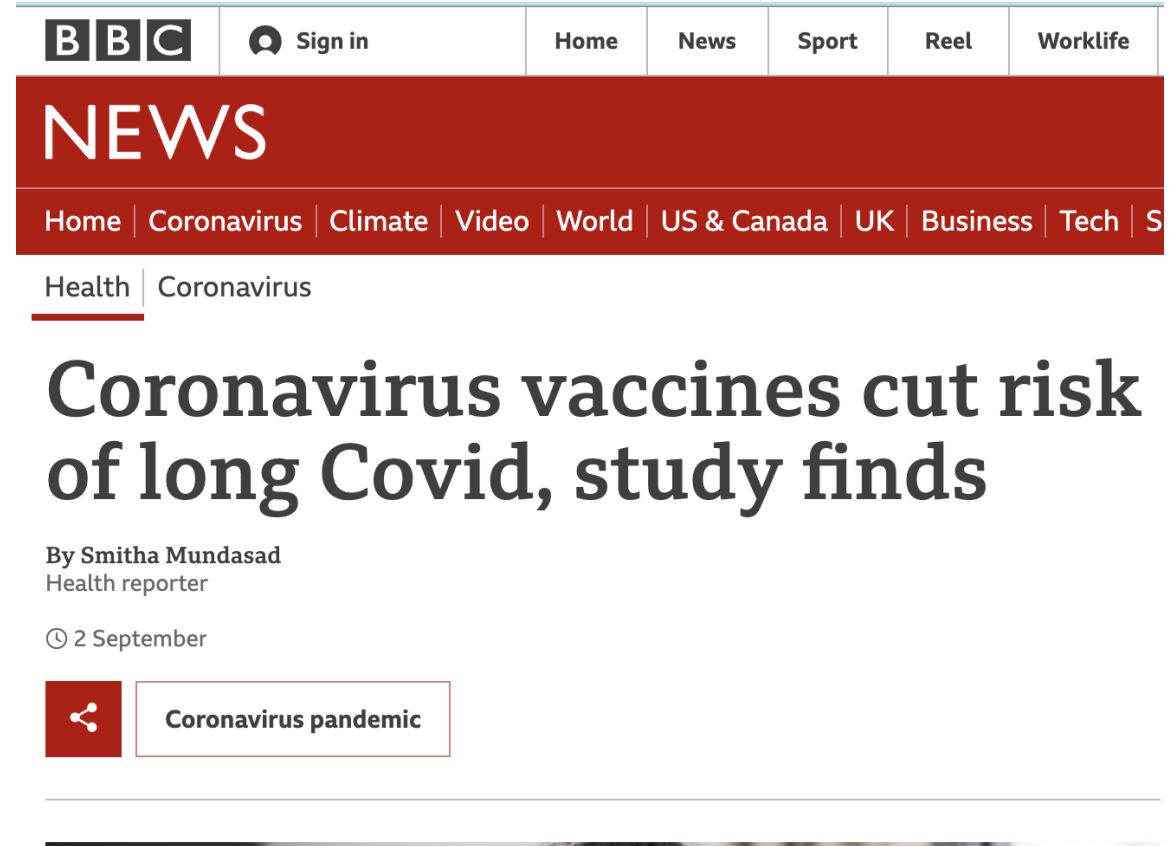 BBC Sign in Home News Sport Reel Worklife
NEWS
Home Coronavirus Climate Video World US & Canada UK Business Tech S
Health Coronavirus
Coronavirus vaccines cut risk
of long Covid, study finds
By Smitha Mundasad
Health reporter
2 September
Coronavirus pandemic